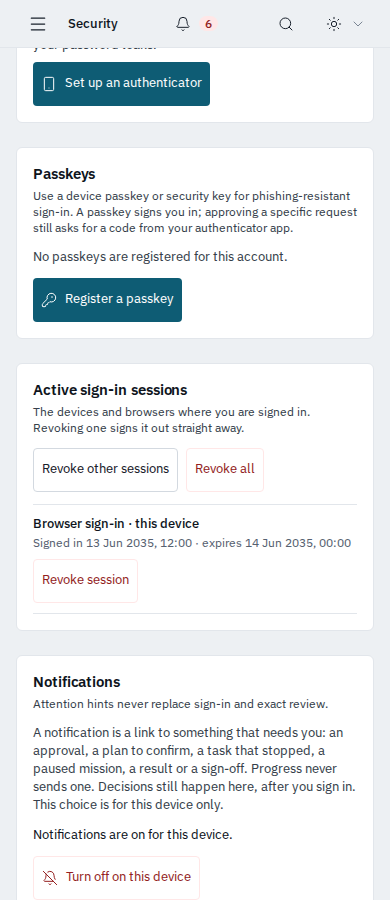 Security
6
Set up an authenticator
Passkeys
Use a device passkey or security key for phishing-resistant
sign-in. A passkey signs you in; approving a specific request
still asks for a code from your authenticator app.
No passkeys are registered for this account.
Register a passkey
Active sign-in sessions
The devices and browsers where you are signed in.
Revoking one signs it out straight away.
Revoke other sessions
Revoke all
Browser sign-in · this device
Signed in 13 Jun 2035, 12:00 · expires 14 Jun 2035, 00:00
Revoke session
Notifications
Attention hints never replace sign-in and exact review.
A notification is a link to something that needs you: an
approval, a plan to confirm, a task that stopped, a
paused mission, a result or a sign-off. Progress never
sends one. Decisions still happen here, after you sign in.
This choice is for this device only.
Notifications are on for this device.
Turn off on this device